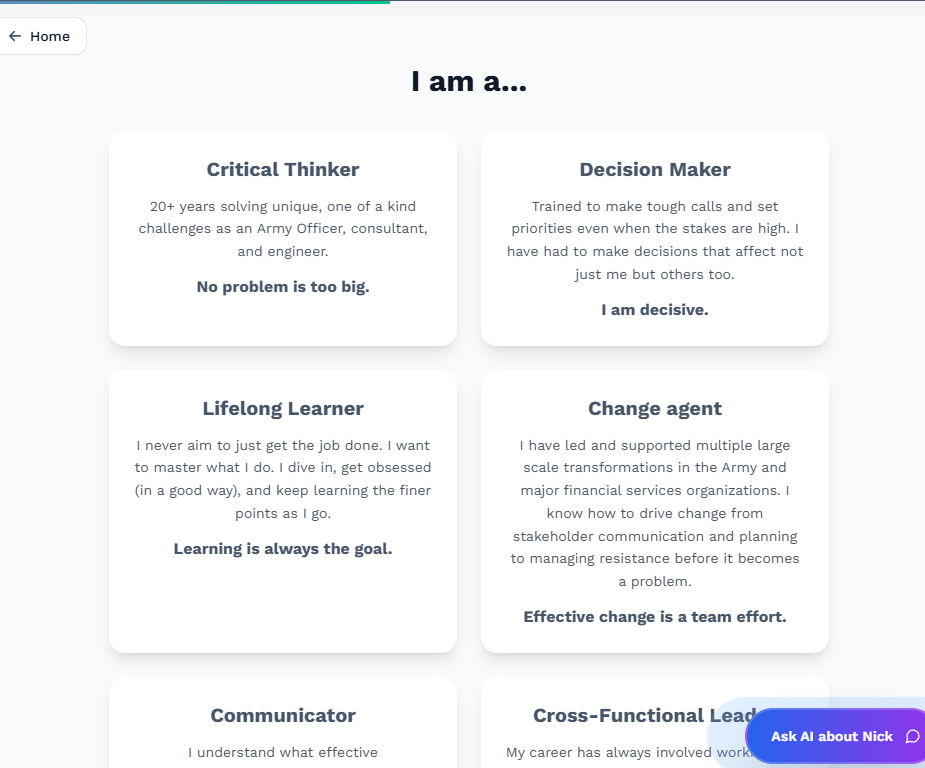 Home
I am a...
Critical Thinker
20+ years solving unique, one of a kind
challenges as an Army Officer, consultant,
and engineer.
No problem is too big.
Decision Maker
Trained to make tough calls and set
priorities even when the stakes are high. I
have had to make decisions that affect not
just me but others too.
I am decisive.
Lifelong Learner
I never aim to just get the job done. I want
to master what I do. I dive in, get obsessed
(in a good way), and keep learning the finer
points as I go.
Learning is always the goal.
Change agent
I have led and supported multiple large
scale transformations in the Army and
major financial services organizations. I
know how to drive change from
stakeholder communication and planning
to managing resistance before it becomes
a problem.
Effective change is a team effort.
Communicator
I understand what effective
Cross-Functional Lead
My career has always involved
Ask AI about Nick